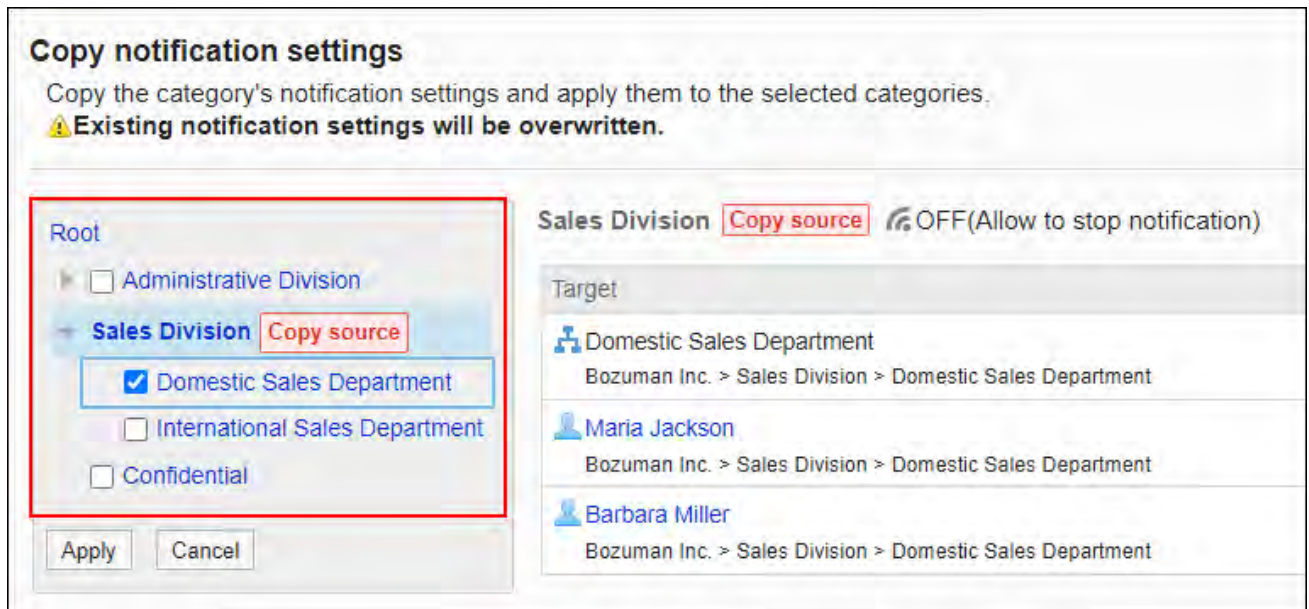 Copy notification settings
Copy the category's notification settings and apply them to the selected categories.
Existing notification settings will be overwritten.
Root
Administrative Division
Sales Division Copy source
Domestic Sales Department
International Sales Department
Confidential
Apply Cancel
Sales Division Copy source OFF(Allow to stop notification)
Target
Domestic Sales Department
Bozuman Inc. > Sales Division > Domestic Sales Department
Maria Jackson
Bozuman Inc. > Sales Division > Domestic Sales Department
Barbara Miller
Bozuman Inc. > Sales Division > Domestic Sales Department